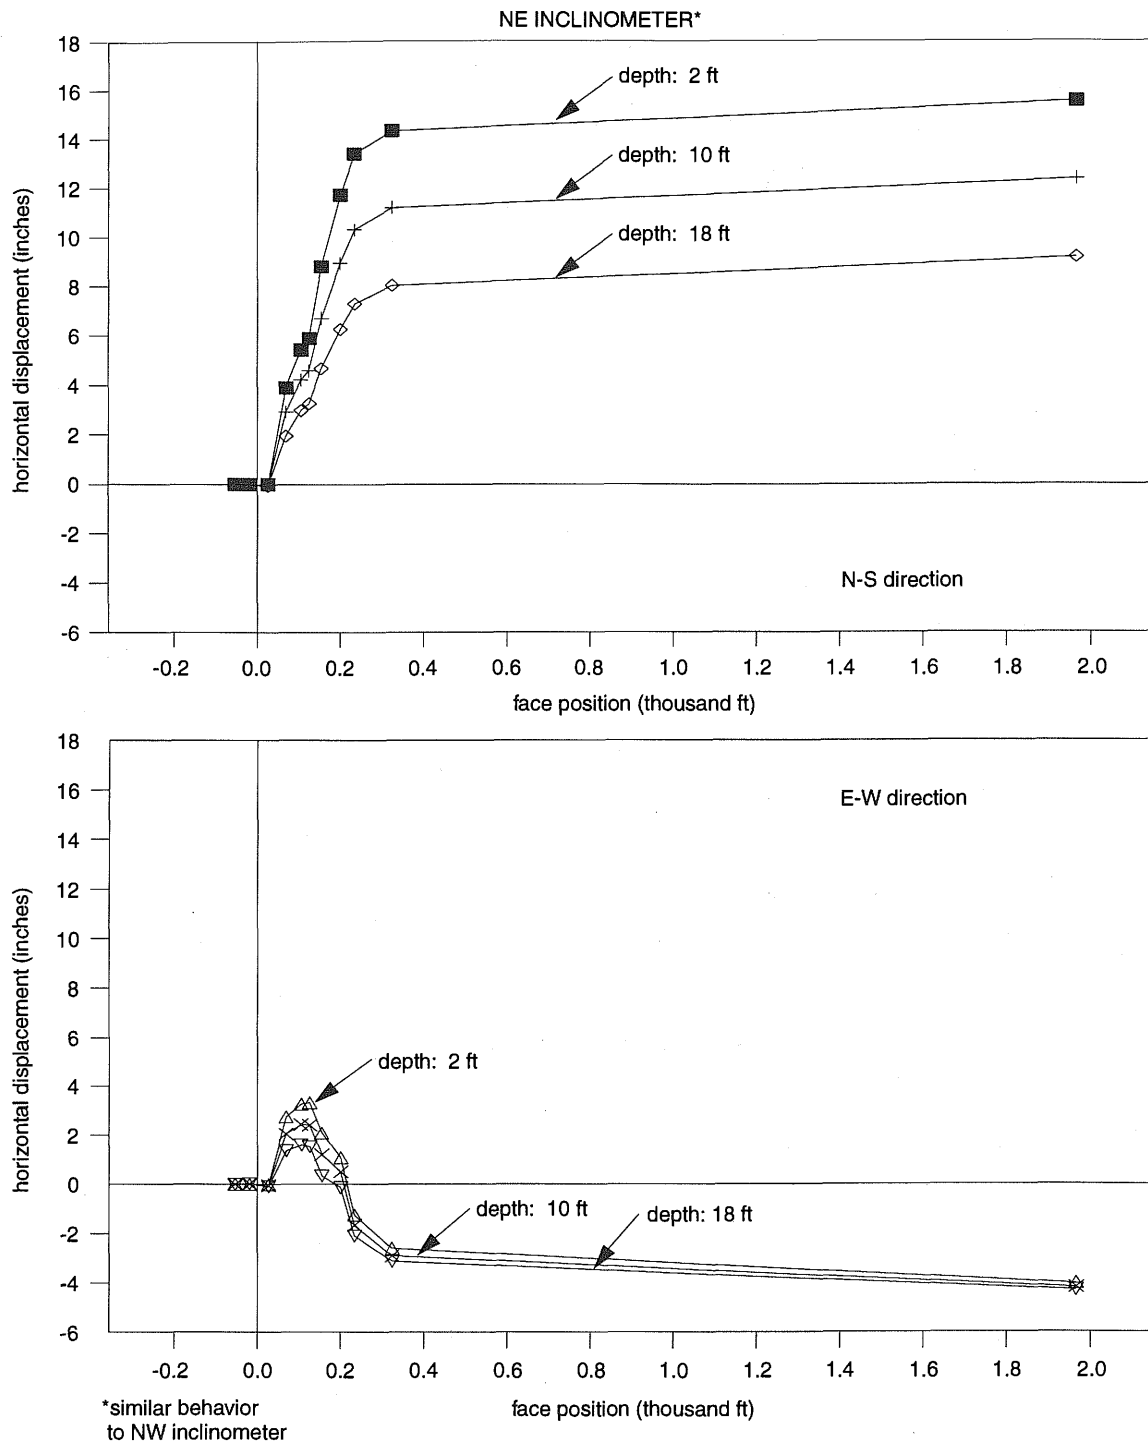 NE INCLINOMETER*
18
16
14
12
10
8
6
4
2
0
-2
-4
-6
horizontal displacement (inches)
depth: 2 ft
depth: 10 ft
depth: 18 ft
N-S direction
-0.2 0.0 0.2 0.4 0.6 0.8 1.0 1.2 1.4 1.6 1.8 2.0
face position (thousand ft)
18
16
14
12
10
8
6
4
2
0
-2
-4
-6
horizontal displacement (inches)
E-W direction
depth: 2 ft
depth: 10 ft
depth: 18 ft
-0.2 0.0 0.2 0.4 0.6 0.8 1.0 1.2 1.4 1.6 1.8 2.0
face position (thousand ft)
*similar behavior
to NW inclinometer